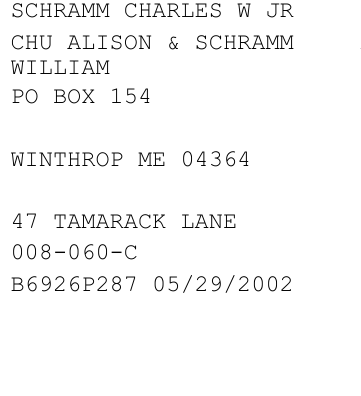 SCHRAMM CHARLES W JR
CHU ALISON & SCHRAMM
WILLIAM
PO BOX 154
WINTHROP ME 04364
47 TAMARACK LANE
008-060-C
B6926P287 05/29/2002